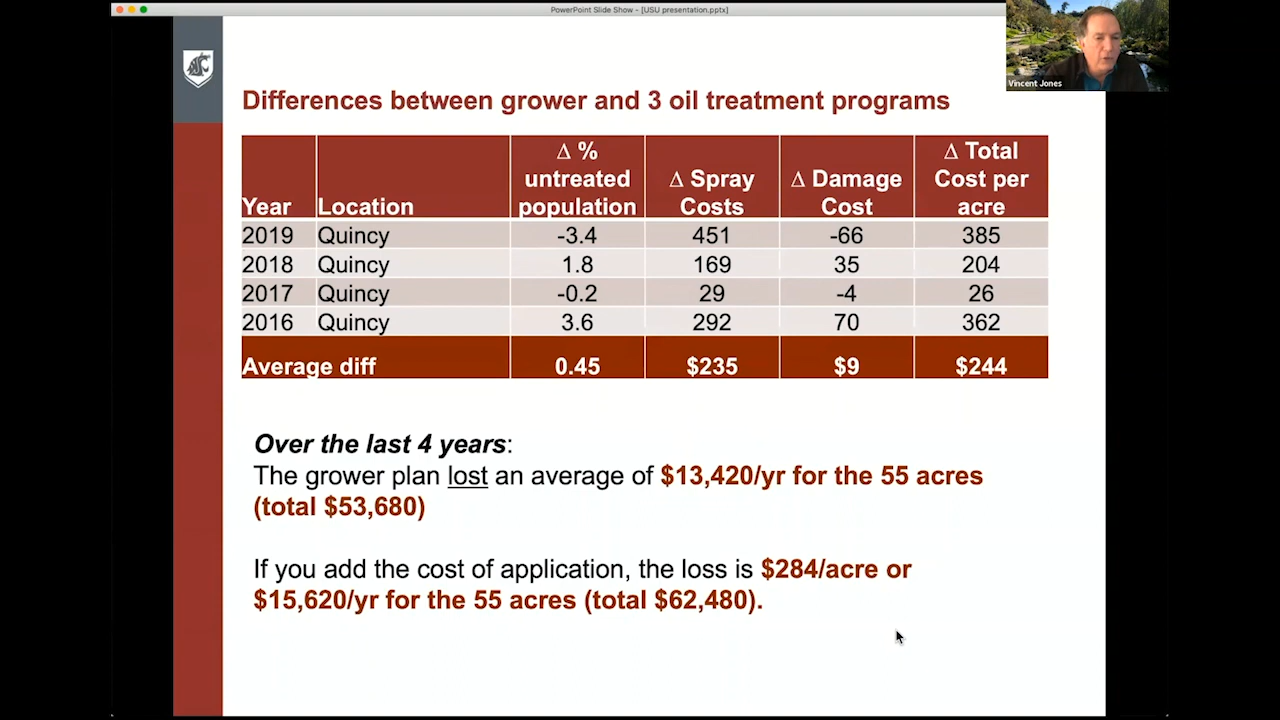 PowerPoint Slide Show - [USU presentation.pptx]
Vincent Jones
Differences between grower and 3 oil treatment programs
Year Location Δ % untreated population Δ Spray Costs Δ Damage Cost Δ Total Cost per acre
2019 Quincy -3.4 451 -66 385
2018 Quincy 1.8 169 35 204
2017 Quincy -0.2 29 -4 26
2016 Quincy 3.6 292 70 362
Average diff 0.45 $235 $9 $244
Over the last 4 years:
The grower plan lost an average of $13,420/yr for the 55 acres
(total $53,680)
If you add the cost of application, the loss is $284/acre or
$15,620/yr for the 55 acres (total $62,480).